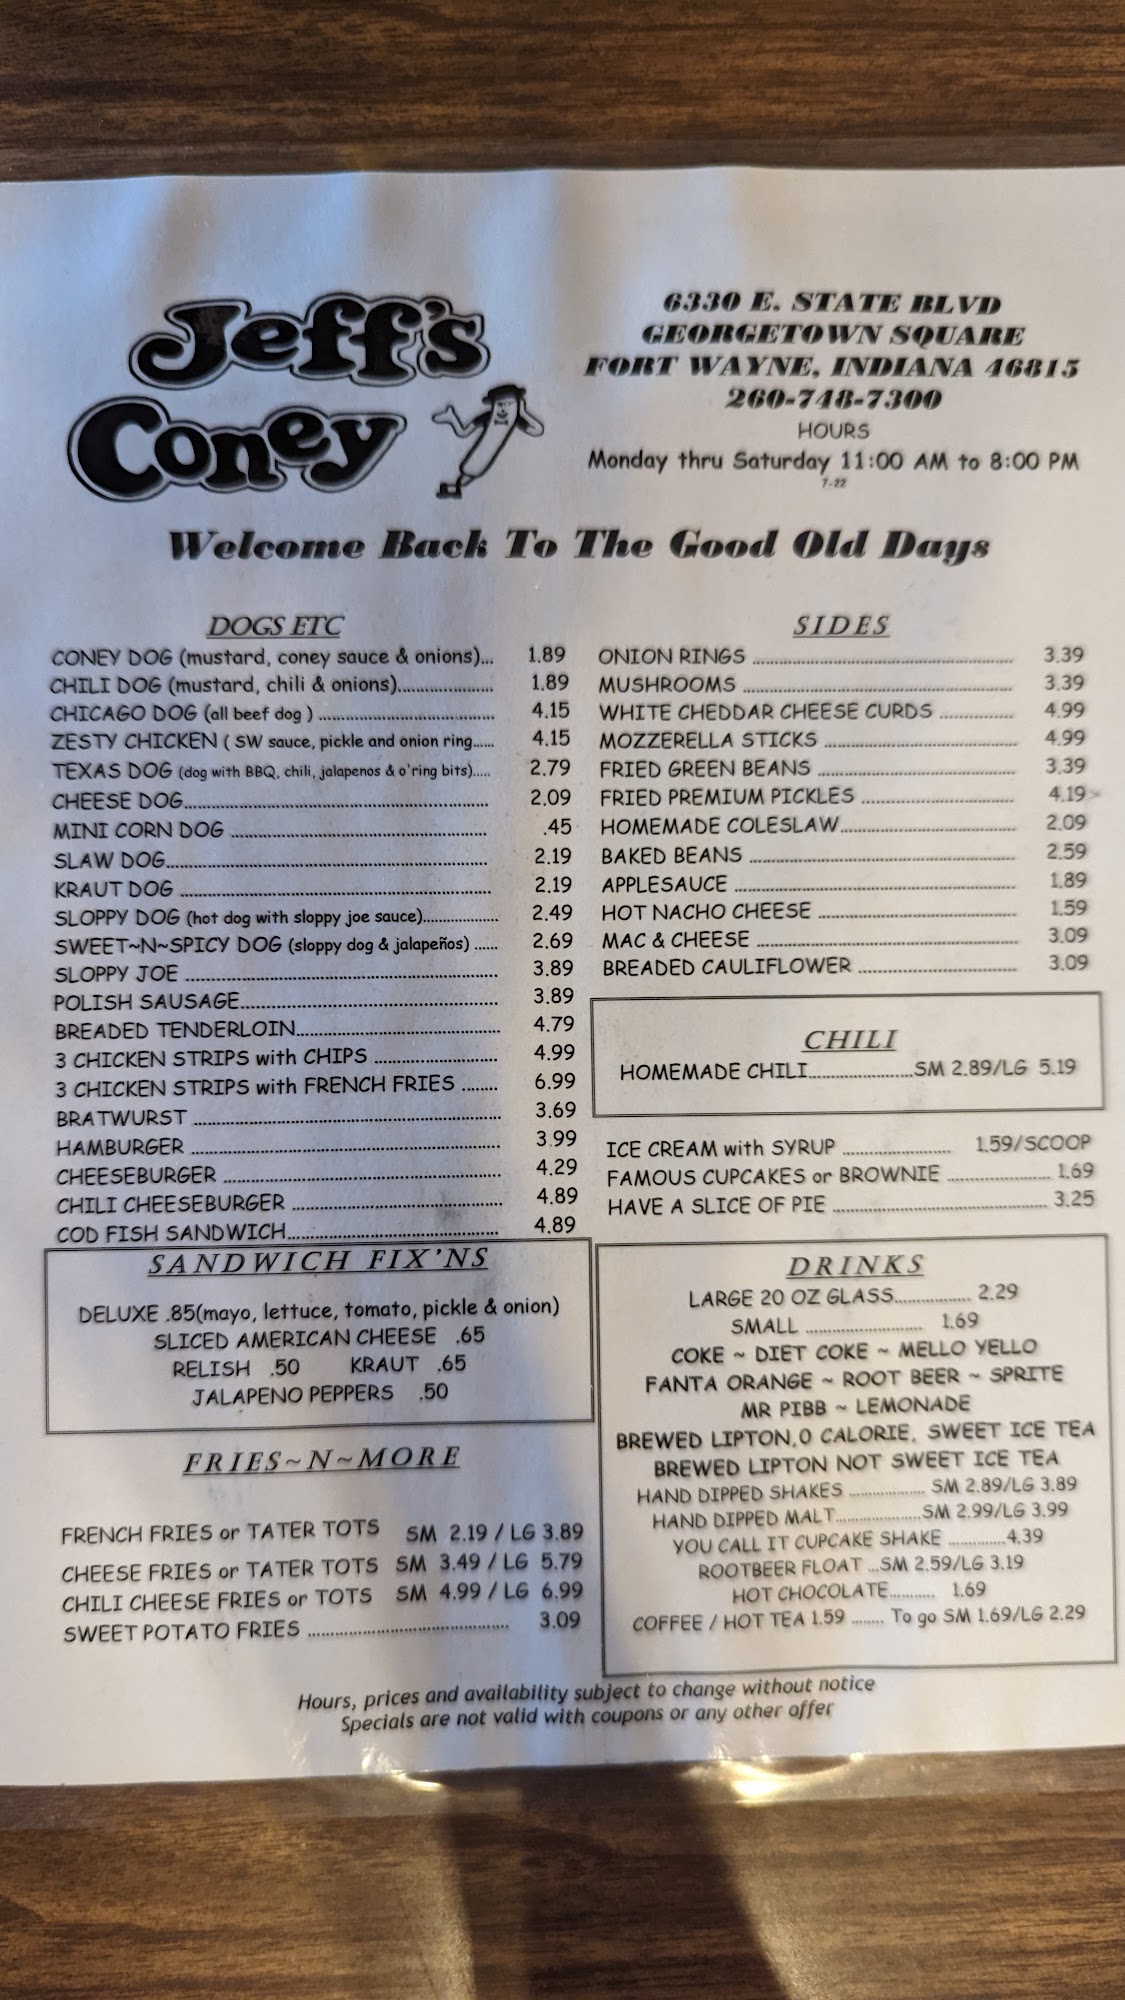 Jeff's
Coney
6330 E. STATE BLVD
GEORGETOWN SQUARE
FORT WAYNE, INDIANA 46815
260-748-7300
HOURS
Monday thru Saturday 11:00 AM to 8:00 PM
7-22
Welcome Back To The Good Old Days
DOGS ETC
CONEY DOG (mustard, coney sauce & onions)... 1.89
CHILI DOG (mustard, chili & onions)...................... 1.89
CHICAGO DOG (all beef dog ) ...................................... 4.15
ZESTY CHICKEN ( SW sauce, pickle and onion ring...... 4.15
TEXAS DOG (dog with BBQ, chili, jalapenos & o'ring bits)..... 2.79
CHEESE DOG.................................................................. 2.09
MINI CORN DOG ....................................................... .45
SLAW DOG..................................................................... 2.19
KRAUT DOG .................................................................. 2.19
SLOPPY DOG (hot dog with sloppy joe sauce).................. 2.49
SWEET~N~SPICY DOG (sloppy dog & jalapeños) ...... 2.69
SLOPPY JOE ................................................................... 3.89
POLISH SAUSAGE....................................................... 3.89
BREADED TENDERLOIN............................................ 4.79
3 CHICKEN STRIPS with CHIPS ........................... 4.99
3 CHICKEN STRIPS with FRENCH FRIES ........ 6.99
BRATWURST .................................................................. 3.69
HAMBURGER .................................................................. 3.99
CHEESEBURGER ............................................................ 4.29
CHILI CHEESEBURGER ............................................. 4.89
COD FISH SANDWICH.............................................. 4.89
SANDWICH FIX'NS
DELUXE .85(mayo, lettuce, tomato, pickle & onion)
SLICED AMERICAN CHEESE .65
RELISH .50 KRAUT .65
JALAPENO PEPPERS .50
FRIES~N~MORE
FRENCH FRIES or TATER TOTS SM 2.19 / LG 3.89
CHEESE FRIES or TATER TOTS SM 3.49 / LG 5.79
CHILI CHEESE FRIES or TOTS SM 4.99 / LG 6.99
SWEET POTATO FRIES ........................................... 3.09
SIDES
ONION RINGS ......................................................... 3.39
MUSHROOMS ........................................................... 3.39
WHITE CHEDDAR CHEESE CURDS ................ 4.99
MOZZERELLA STICKS .......................................... 4.99
FRIED GREEN BEANS ........................................... 3.39
FRIED PREMIUM PICKLES .................................. 4.19
HOMEMADE COLESLAW...................................... 2.09
BAKED BEANS .......................................................... 2.59
APPLESAUCE ............................................................. 1.89
HOT NACHO CHEESE ........................................... 1.59
MAC & CHEESE ......................................................... 3.09
BREADED CAULIFLOWER ................................... 3.09
CHILI
HOMEMADE CHILI.......................SM 2.89/LG 5.19
ICE CREAM with SYRUP ........................ 1.59/SCOOP
FAMOUS CUPCAKES or BROWNIE ...................... 1.69
HAVE A SLICE OF PIE .............................................. 3.25
DRINKS
LARGE 20 OZ GLASS................ 2.29
SMALL .......................... 1.69
COKE ~ DIET COKE ~ MELLO YELLO
FANTA ORANGE ~ ROOT BEER ~ SPRITE
MR PIBB ~ LEMONADE
BREWED LIPTON,0 CALORIE, SWEET ICE TEA
BREWED LIPTON NOT SWEET ICE TEA
HAND DIPPED SHAKES .................. SM 2.89/LG 3.89
HAND DIPPED MALT....................SM 2.99/LG 3.99
YOU CALL IT CUPCAKE SHAKE .............4.39
ROOTBEER FLOAT ...SM 2.59/LG 3.19
HOT CHOCOLATE.......... 1.69
COFFEE / HOT TEA 1.59 ........ To go SM 1.69/LG 2.29
Hours, prices and availability subject to change without notice
Specials are not valid with coupons or any other offer